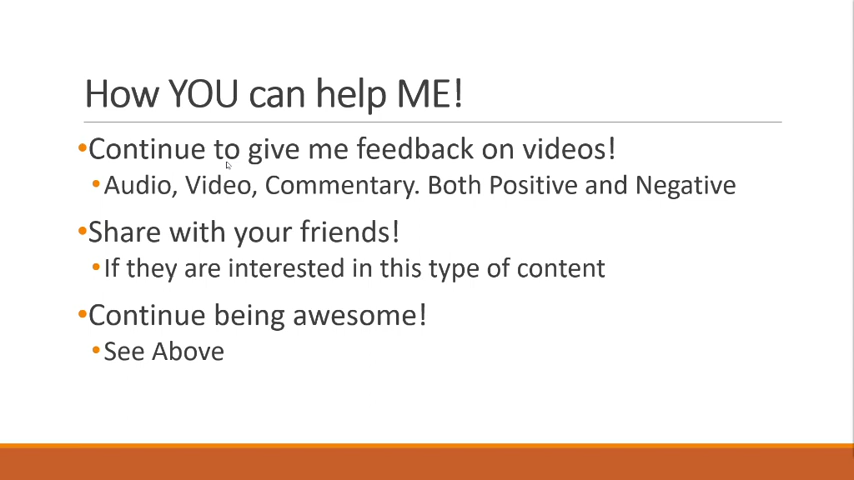 How YOU can help ME!
•Continue to give me feedback on videos!
•Audio, Video, Commentary. Both Positive and Negative
•Share with your friends!
•If they are interested in this type of content
•Continue being awesome!
•See Above